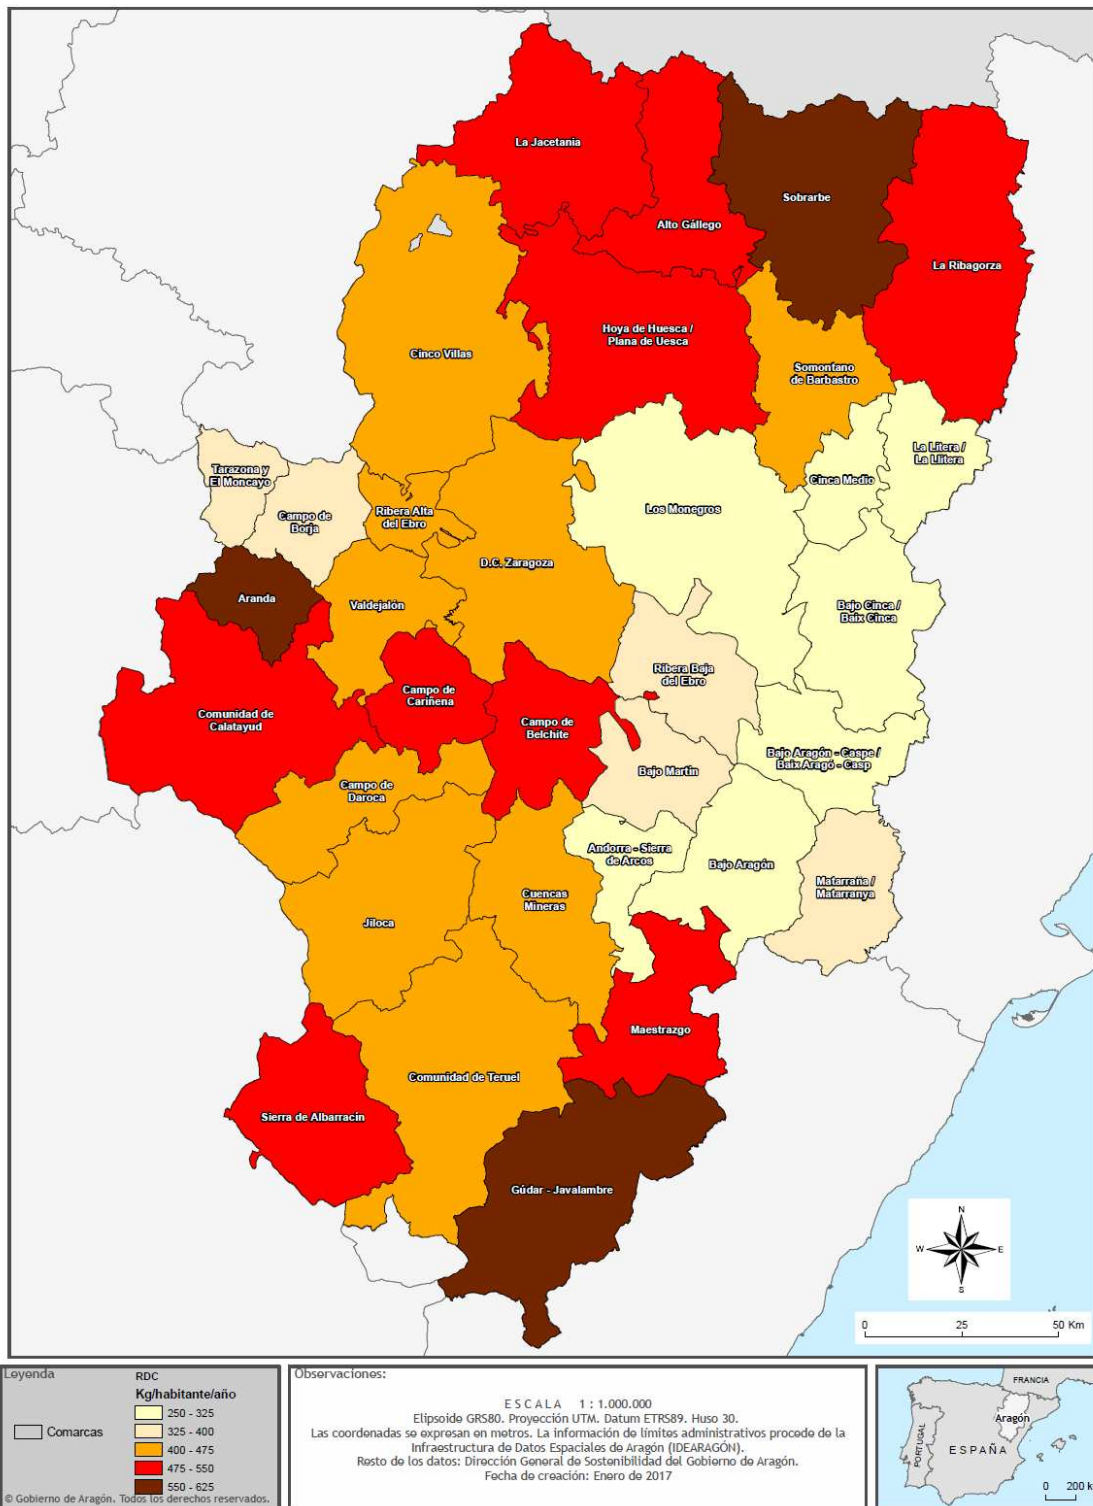 La Jacetania
Sobrarbe
Alto Gállego
La Ribagorza
Hoya de Huesca /
Plana de Uesca
Cinco Villas
Somontano
de Barbastro
La Litera /
La Llitera
Tarazona y
El Moncayo
Cinca Medio
Los Monegros
Ribera Alta
del Ebro
Campo de
Borja
D.C. Zaragoza
Aranda
Valdejalón
Bajo Cinca /
Baix Cinca
Ribera Baja
del Ebro
Campo de
Cariñena
Comunidad de
Calatayud
Campo de
Belchite
Bajo Aragón - Caspe /
Baix Aragó - Casp
Bajo Martín
Campo de
Daroca
Andorra - Sierra
de Arcos
Bajo Aragón
Matarraña /
Matarranya
Cuencas
Mineras
Jiloca
Maestrazgo
Comunidad de Teruel
Sierra de Albarracín
Gúdar - Javalambre
N
W
E
S
0 25 50 Km
Leyenda
Comarcas
RDC
Kg/habitante/año
250 - 325
325 - 400
400 - 475
475 - 550
550 - 625
© Gobierno de Aragón. Todos los derechos reservados.
Observaciones:
ESCALA 1 : 1.000.000
Elipsoide GRS80. Proyección UTM. Datum ETRS89. Huso 30.
Las coordenadas se expresan en metros. La información de límites administrativos procede de la
Infraestructura de Datos Espaciales de Aragón (IDEARAGÓN).
Resto de los datos: Dirección General de Sostenibilidad del Gobierno de Aragón.
Fecha de creación: Enero de 2017
FRANCIA
Aragón
PORTUGAL
ESPAÑA
0 200 k